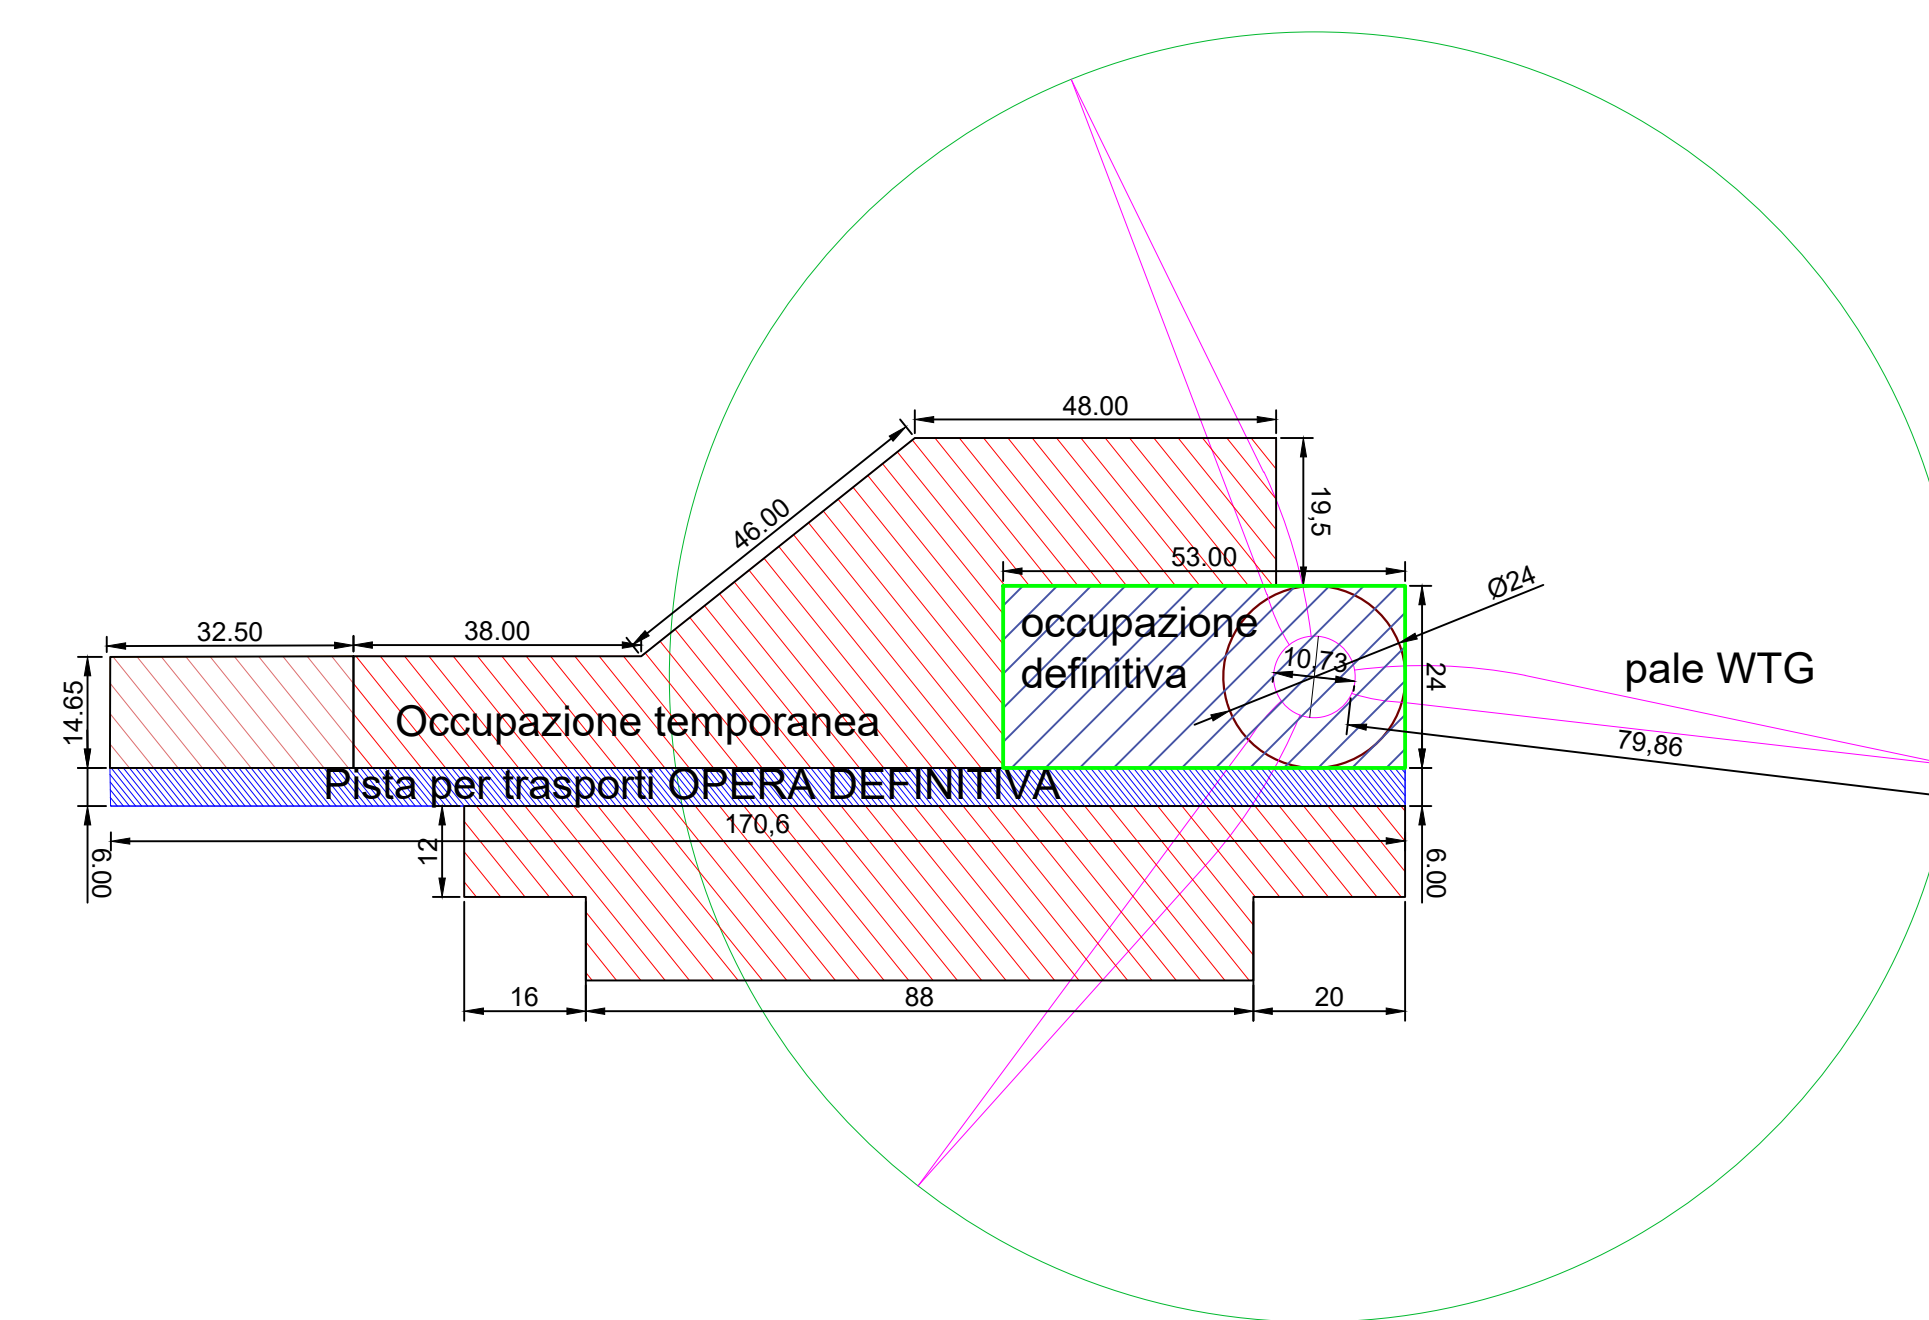 48.00
19,5
46.00
53.00
Ø24
32.50
38.00
occupazione
definitiva
10,73
24
pale WTG
14.65
Occupazione temporanea
79,86
Pista per trasporti OPERA DEFINITIVA
170,6
12
6.00
6.00
16
88
20